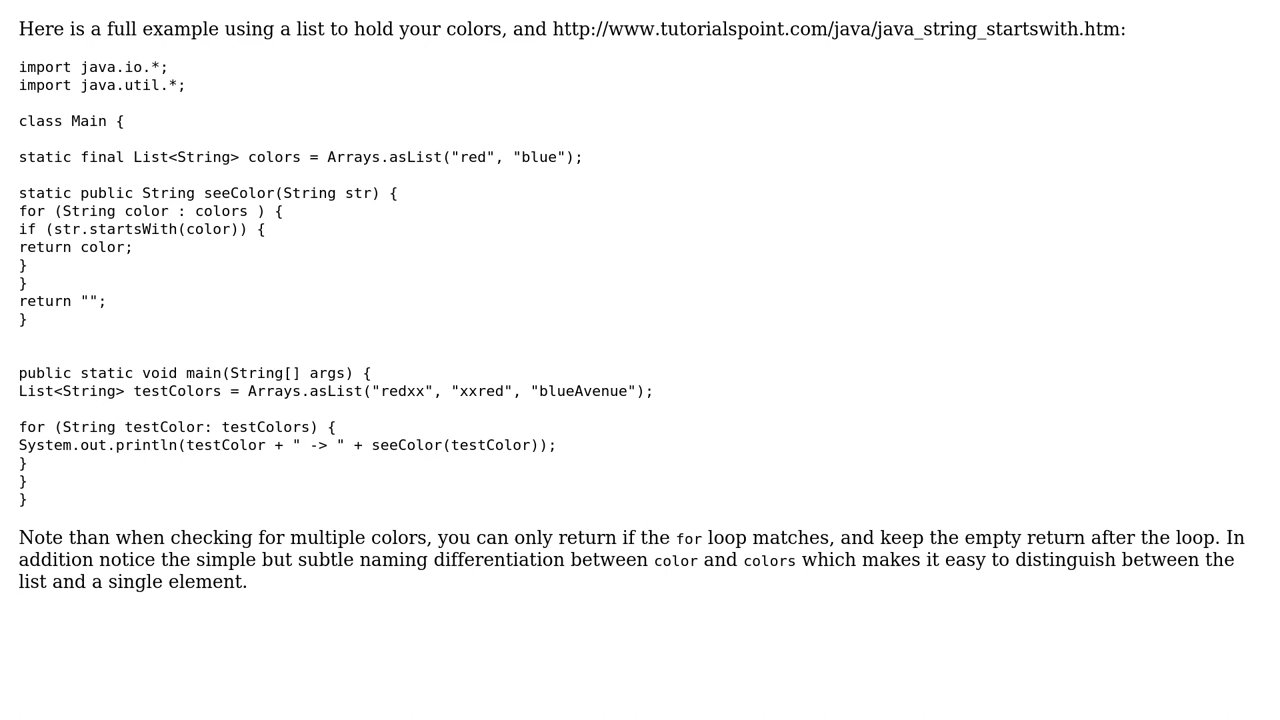 Here is a full example using a list to hold your colors, and http://www.tutorialspoint.com/java/java_string_startswith.htm:
import java.io.*;
import java.util.*;
class Main {
static final List<String> colors = Arrays.asList("red", "blue");
static public String seeColor(String str) {
for (String color : colors ) {
if (str.startsWith(color)) {
return color;
}
}
return "";
}
public static void main(String[] args) {
List<String> testColors = Arrays.asList("redxx", "xxred", "blueAvenue");
for (String testColor: testColors) {
System.out.println(testColor + " -> " + seeColor(testColor));
}
}
}
Note than when checking for multiple colors, you can only return if the for loop matches, and keep the empty return after the loop. In
addition notice the simple but subtle naming differentiation between color and colors which makes it easy to distinguish between the
list and a single element.